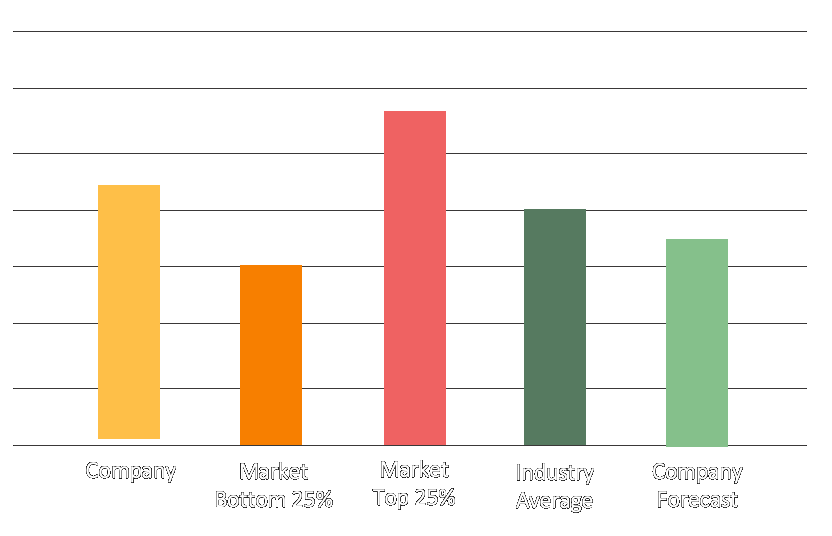 Company
Market
Bottom 25%
Market
Top 25%
Industry
Average
Company
Forecast